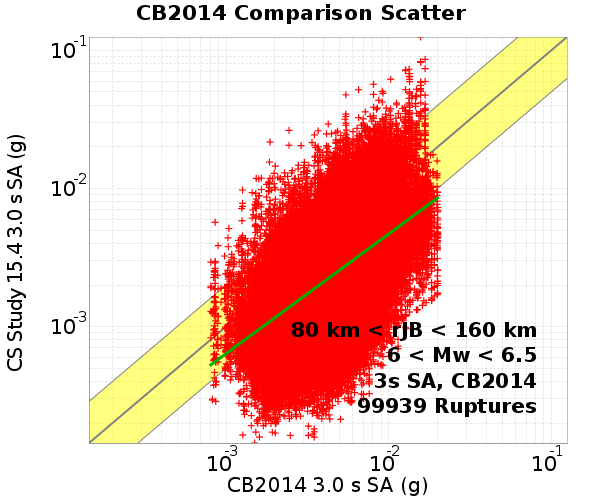 CB2014 Comparison Scatter
10-1
10-2
10-3
CS Study 15.4 3.0 s SA (g)
80 km < rJB < 160 km
6 < Mw < 6.5
3s SA, CB2014
99939 Ruptures
10-3 10-2 10-1
CB2014 3.0 s SA (g)